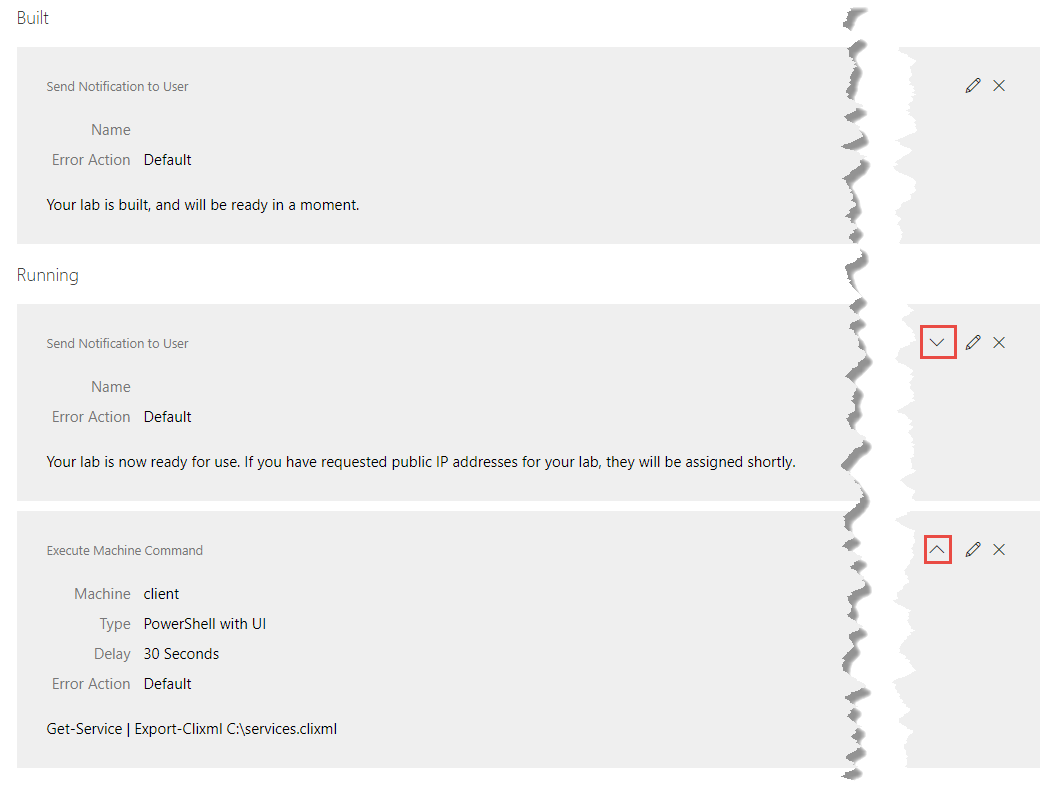 Built
Send Notification to User
Name
Error Action Default
Your lab is built, and will be ready in a moment.
Running
Send Notification to User
Name
Error Action Default
Your lab is now ready for use. If you have requested public IP addresses for your lab, they will be assigned shortly.
Execute Machine Command
Machine client
Type PowerShell with UI
Delay 30 Seconds
Error Action Default
Get-Service | Export-Clixml C:\services.clixml